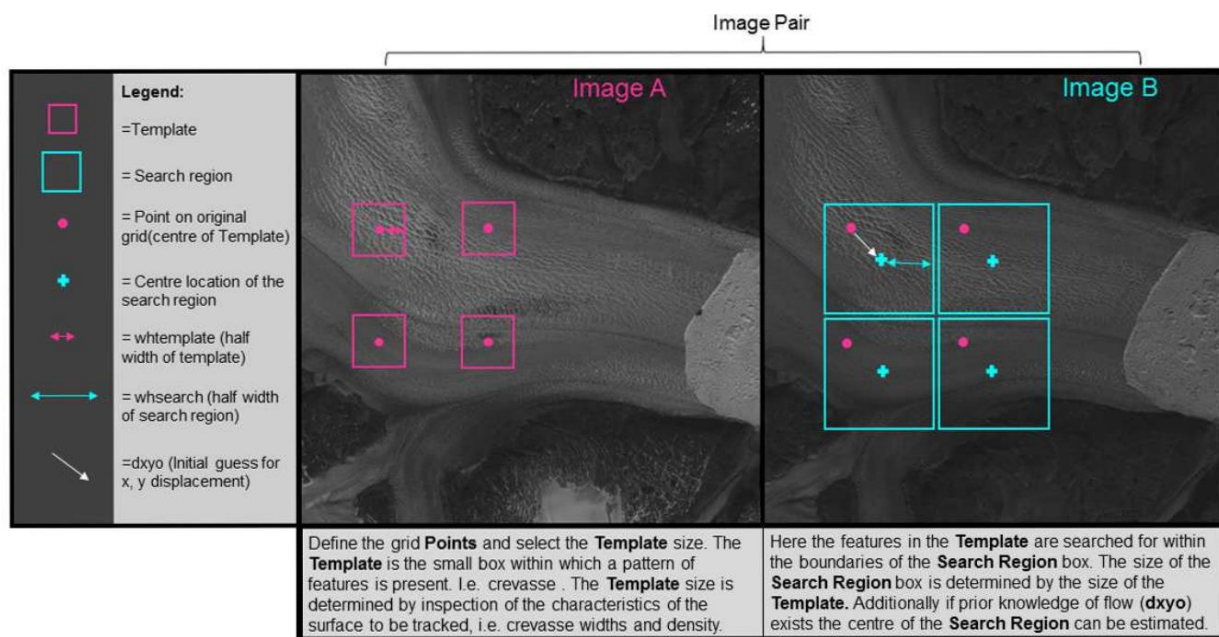 Image Pair
Legend:
=Template
= Search region
= Point on original
grid(centre of Template)
= Centre location of the
search region
= whtemplate (half
width of template)
= whsearch (half width
of search region)
=dxyo (Initial guess for
x, y displacement)
Image A
Image B
Define the grid Points and select the Template size. The
Template is the small box within which a pattern of
features is present. I.e. crevasse . The Template size is
determined by inspection of the characteristics of the
surface to be tracked, i.e. crevasse widths and density.
Here the features in the Template are searched for within
the boundaries of the Search Region box. The size of the
Search Region box is determined by the size of the
Template. Additionally if prior knowledge of flow (dxyo)
exists the centre of the Search Region can be estimated.